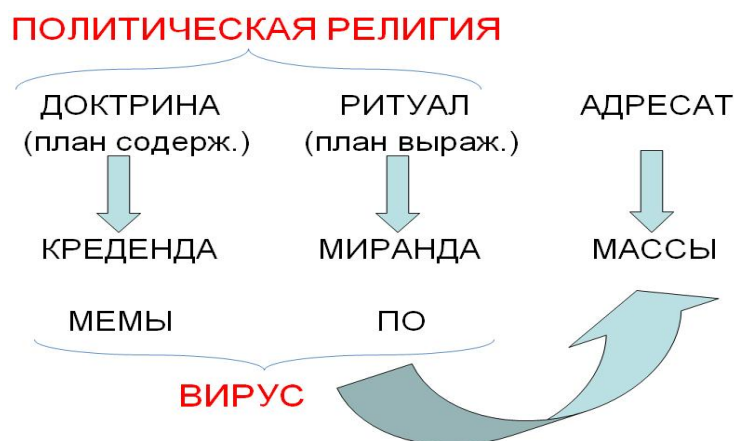 ПОЛИТИЧЕСКАЯ РЕЛИГИЯ
ДОКТРИНА РИТУАЛ АДРЕСАТ
(план содерж.) (план выраж.)
КРЕДЕНДА МИРАНДА МАССЫ
МЕМЫ ПО
ВИРУС